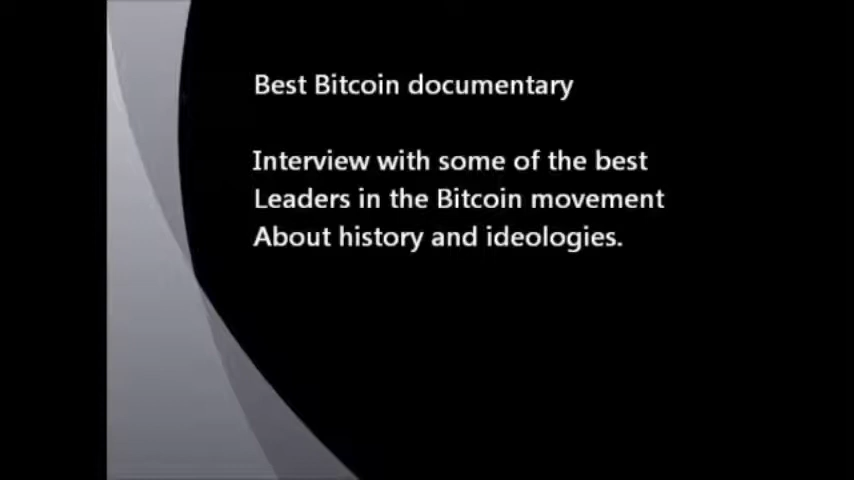 Best Bitcoin documentary
Interview with some of the best
Leaders in the Bitcoin movement
About history and ideologies.